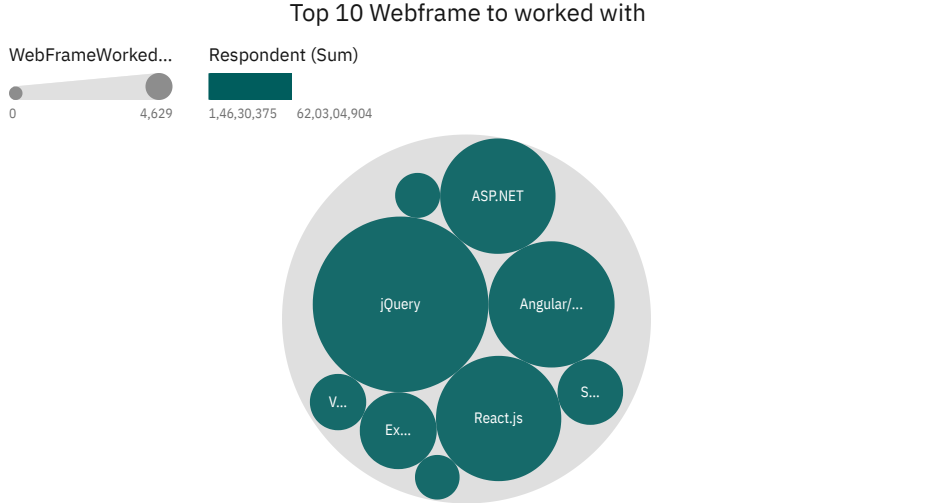 Top 10 Webframe to worked with
WebFrameWorked...
Respondent (Sum)
0
4,629
1,46,30,375
62,03,04,904
ASP.NET
jQuery
Angular/...
S...
V...
React.js
Ex...